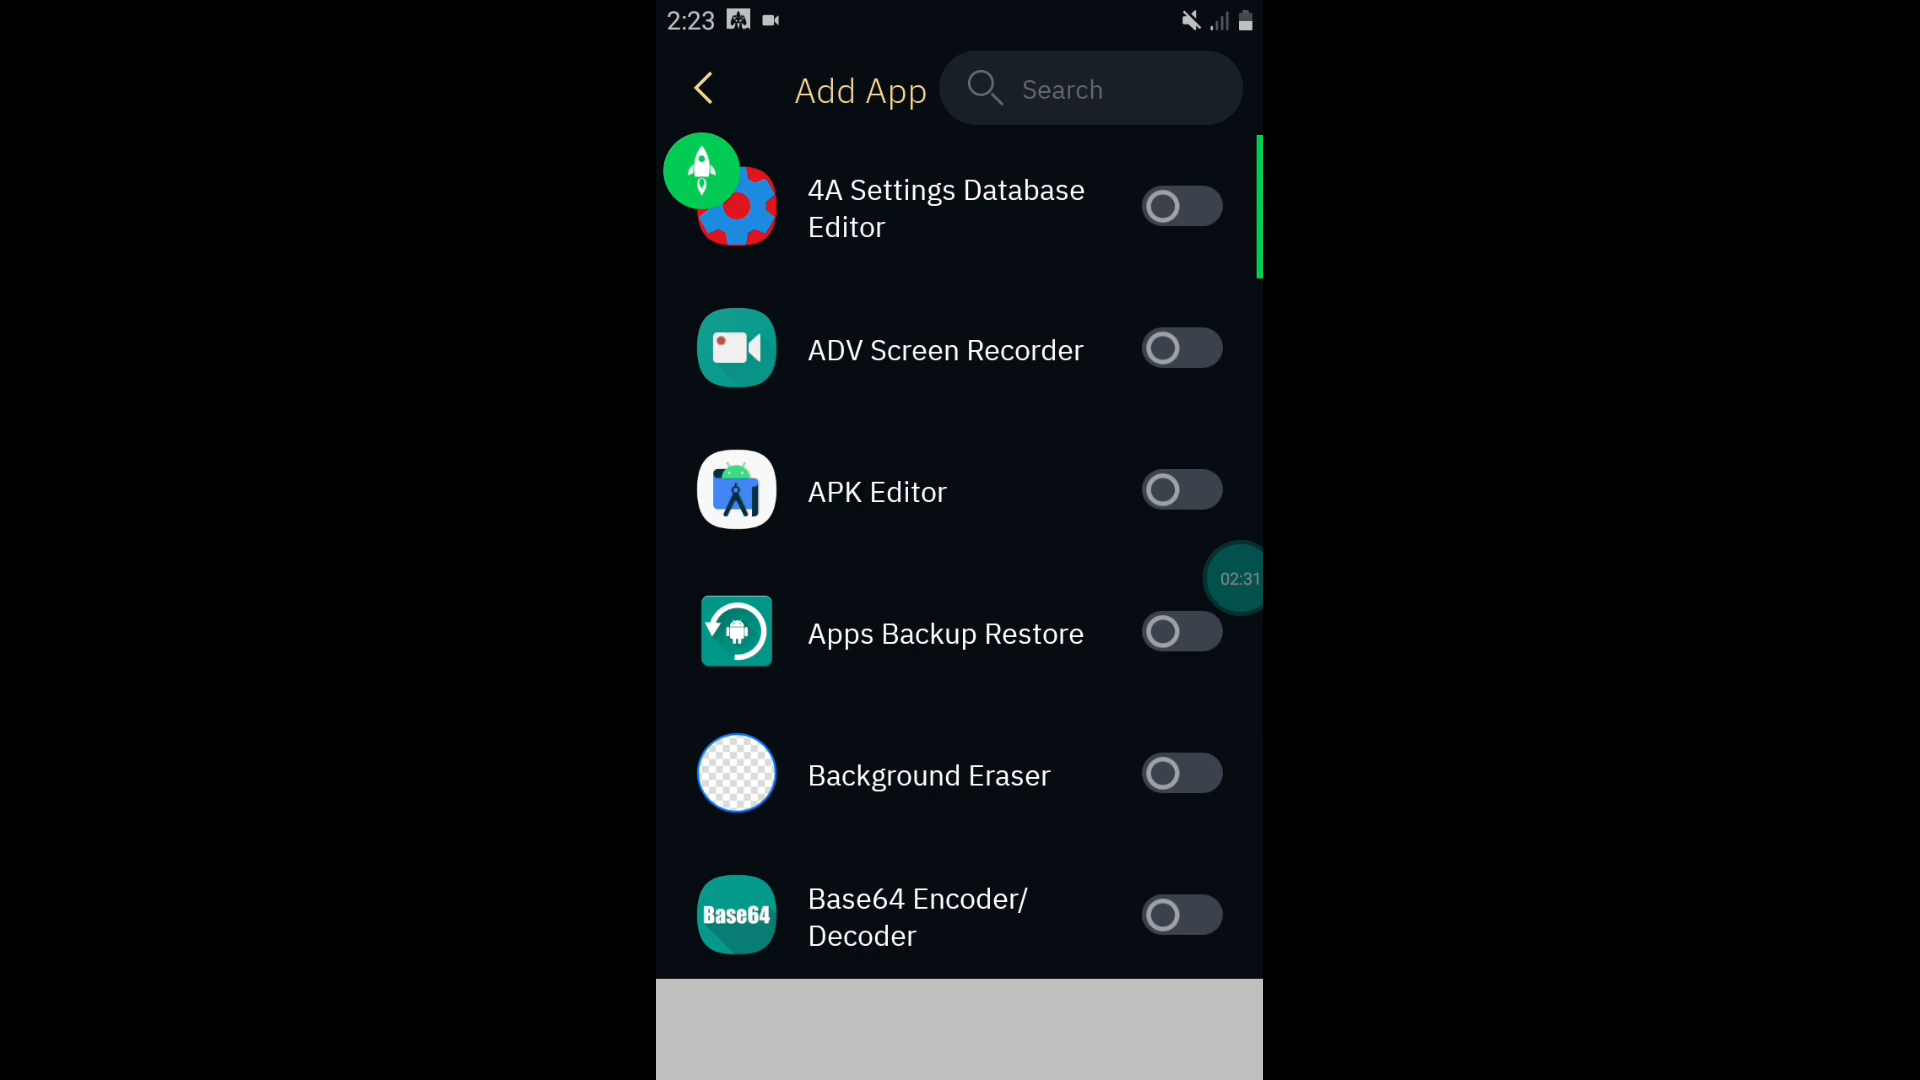 2:23
Add App
Search
4A Settings Database
Editor
ADV Screen Recorder
APK Editor
02:31
Apps Backup Restore
Background Eraser
Base64
Base64 Encoder/
Decoder